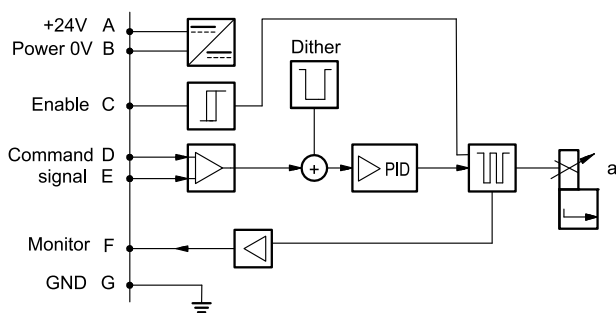 +24V A
Power 0V B
Dither
Enable C
Command D
signal E
+
PID
a
Monitor F
GND G